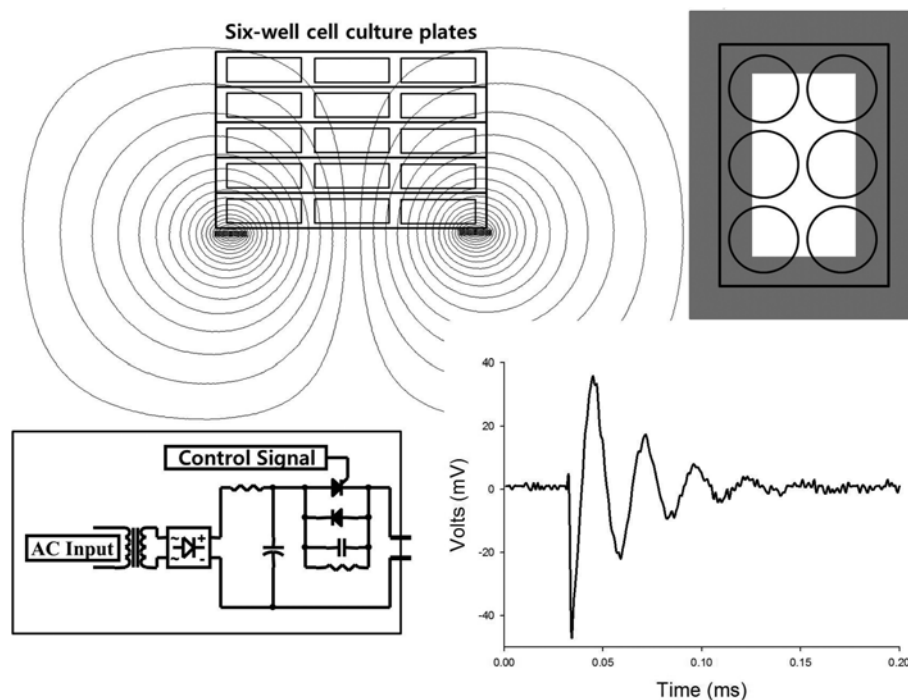 Six-well cell culture plates
Control Signal
AC Input
~ +
~ -
Volts (mV)
40
20
0
-20
-40
0.00 0.05 0.10 0.15 0.20
Time (ms)